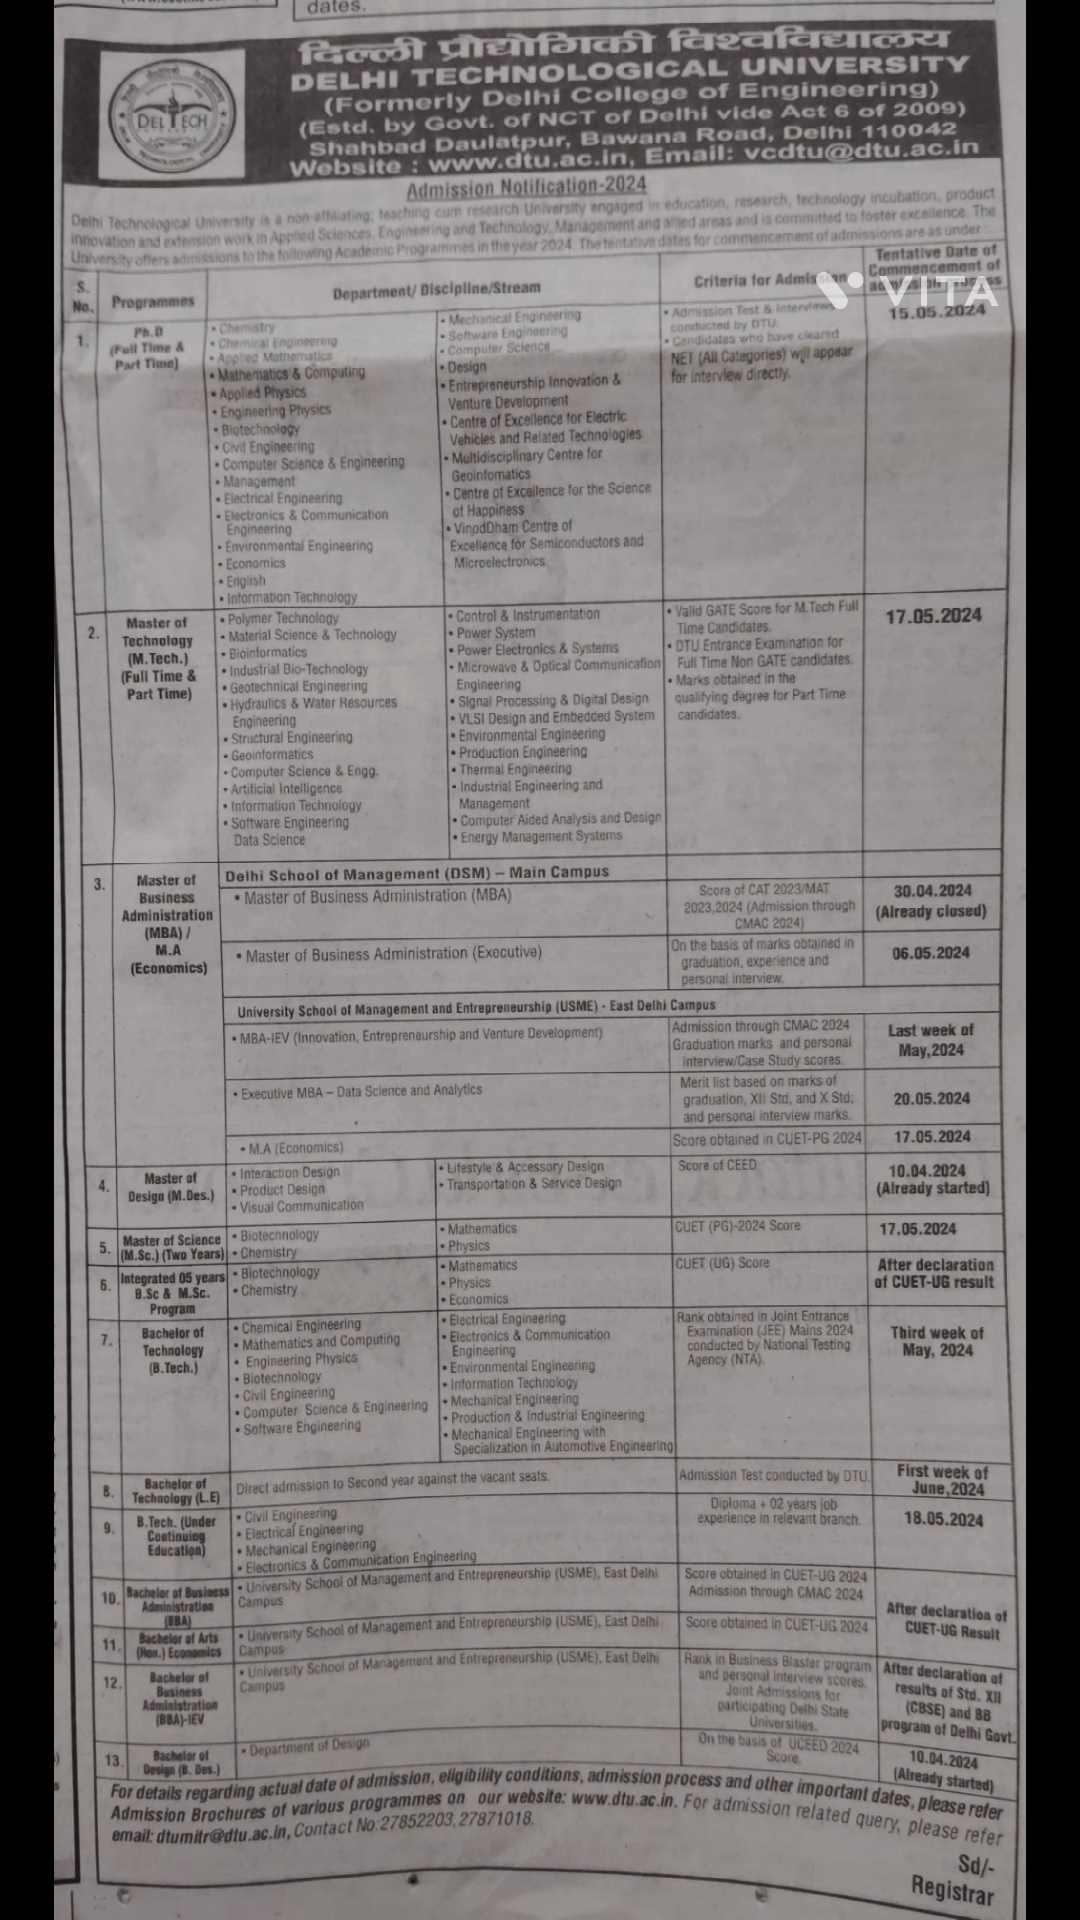 dates.
दिल्ली प्रौद्योगिकी विश्वविद्यालय
DELHI TECHNOLOGICAL UNIVERSITY
(Formerly Delhi College of Engineering)
(Estd. by Govt. of NCT of Delhi vide Act 6 of 2009)
Shahbad Daulatpur, Bawana Road, Delhi 110042
Website : www.dtu.ac.in, Email: vcdtu@dtu.ac.in
DELTECH
Admission Notification-2024
Delhi Technological University is a non-affiliating; teaching cum research University engaged in education, research, technology incubation, product
innovation and extension work in Applied Sciences, Engineering and Technology, Management and allied areas and is committed to foster excellence. The
University offers admissions to the following Academic Programmes in the year 2024. The tentative dates for commencement of admissions are as under :
S. No.
Programmes
Department/ Discipline/Stream
Criteria for Admission
Tentative Date of
Commencement of
VITA
1.
Ph.D
(Full Time &
Part Time)
• Chemistry
• Chemical Engineering
• Applied Mathematics
• Mathematics & Computing
• Applied Physics
• Engineering Physics
• Biotechnology
• Civil Engineering
• Computer Science & Engineering
• Management
• Electrical Engineering
• Electronics & Communication
Engineering
• Environmental Engineering
• Economics
• English
• Information Technology
• Mechanical Engineering
• Software Engineering
• Computer Science
• Design
• Entrepreneurship Innovation &
Venture Development
• Centre of Excellence for Electric
Vehicles and Related Technologies
• Multidisciplinary Centre for
Geoinfomatics
• Centre of Excellence for the Science
of Happiness
• VinodDham Centre of
Excellence for Semiconductors and
Microelectronics
• Admission Test & Interviews
conducted by DTU.
• Candidates who have cleared
NET (All Categories) will appear
for interview directly.
15.05.2024
2.
Master of
Technology
(M.Tech.)
(Full Time &
Part Time)
• Polymer Technology
• Material Science & Technology
• Bioinformatics
• Industrial Bio-Technology
• Geotechnical Engineering
• Hydraulics & Water Resources
Engineering
• Structural Engineering
• Geoinformatics
• Computer Science & Engg.
• Artificial Intelligence
• Information Technology
• Software Engineering
Data Science
• Control & Instrumentation
• Power System
• Power Electronics & Systems
• Microwave & Optical Communication
Engineering
• Signal Processing & Digital Design
• VLSI Design and Embedded System
• Environmental Engineering
• Production Engineering
• Thermal Engineering
• Industrial Engineering and
Management
• Computer Aided Analysis and Design
• Energy Management Systems
• Valid GATE Score for M.Tech Full
Time Candidates.
• DTU Entrance Examination for
Full Time Non GATE candidates.
• Marks obtained in the
qualifying degree for Part Time
candidates.
17.05.2024
3.
Master of
Business
Administration
(MBA) /
M.A
(Economics)
Delhi School of Management (DSM) – Main Campus
• Master of Business Administration (MBA)
Score of CAT 2023/MAT
2023,2024 (Admission through
CMAC 2024)
30.04.2024
(Already closed)
• Master of Business Administration (Executive)
On the basis of marks obtained in
graduation, experience and
personal interview.
06.05.2024
University School of Management and Entrepreneurship (USME) - East Delhi Campus
• MBA-IEV (Innovation, Entrepreneurship and Venture Development)
Admission through CMAC 2024
Graduation marks and personal
interview/Case Study scores.
Last week of
May,2024
• Executive MBA – Data Science and Analytics
Merit list based on marks of
graduation, XII Std, and X Std;
and personal interview marks.
20.05.2024
• M.A (Economics)
Score obtained in CUET-PG 2024
17.05.2024
4.
Master of
Design (M.Des.)
• Interaction Design
• Product Design
• Visual Communication
• Lifestyle & Accessory Design
• Transportation & Service Design
Score of CEED
10.04.2024
(Already started)
5.
Master of Science
(M.Sc.) (Two Years)
• Biotechnology
• Chemistry
• Mathematics
• Physics
CUET (PG)-2024 Score
17.05.2024
6.
Integrated 05 years
B.Sc & M.Sc.
Program
• Biotechnology
• Chemistry
• Mathematics
• Physics
• Economics
CUET (UG) Score
After declaration
of CUET-UG result
7.
Bachelor of
Technology
(B.Tech.)
• Chemical Engineering
• Mathematics and Computing
• Engineering Physics
• Biotechnology
• Civil Engineering
• Computer Science & Engineering
• Software Engineering
• Electrical Engineering
• Electronics & Communication
Engineering
• Environmental Engineering
• Information Technology
• Mechanical Engineering
• Production & Industrial Engineering
• Mechanical Engineering with
Specialization in Automotive Engineering
Rank obtained in Joint Entrance
Examination (JEE) Mains 2024
conducted by National Testing
Agency (NTA).
Third week of
May, 2024
8.
Bachelor of
Technology (L.E)
Direct admission to Second year against the vacant seats.
Admission Test conducted by DTU.
First week of
June,2024
9.
B.Tech. (Under
Continuing
Education)
• Civil Engineering
• Electrical Engineering
• Mechanical Engineering
• Electronics & Communication Engineering
Diploma + 02 years job
experience in relevant branch.
18.05.2024
10.
Bachelor of Business
Administration
(BBA)
• University School of Management and Entrepreneurship (USME), East Delhi
Campus
Score obtained in CUET-UG 2024
Admission through CMAC 2024
After declaration of
CUET-UG Result
11.
Bachelor of Arts
(Hon.) Economics
• University School of Management and Entrepreneurship (USME), East Delhi
Campus
Score obtained in CUET-UG 2024
12.
Bachelor of
Business
Administration
(BBA)-IEV
• University School of Management and Entrepreneurship (USME), East Delhi
Campus
Rank in Business Blaster program
and personal interview scores.
Joint Admissions for
participating Delhi State
Universities.
After declaration of
results of Std. XII
(CBSE) and BB
program of Delhi Govt.
13.
Bachelor of
Design (B. Des.)
• Department of Design
On the basis of UCEED 2024
Score.
10.04.2024
(Already started)
For details regarding actual date of admission, eligibility conditions, admission process and other important dates, please refer
Admission Brochures of various programmes on our website: www.dtu.ac.in. For admission related query, please refer
email: dtumitr@dtu.ac.in, Contact No:27852203, 27871018.
Sd/-
Registrar